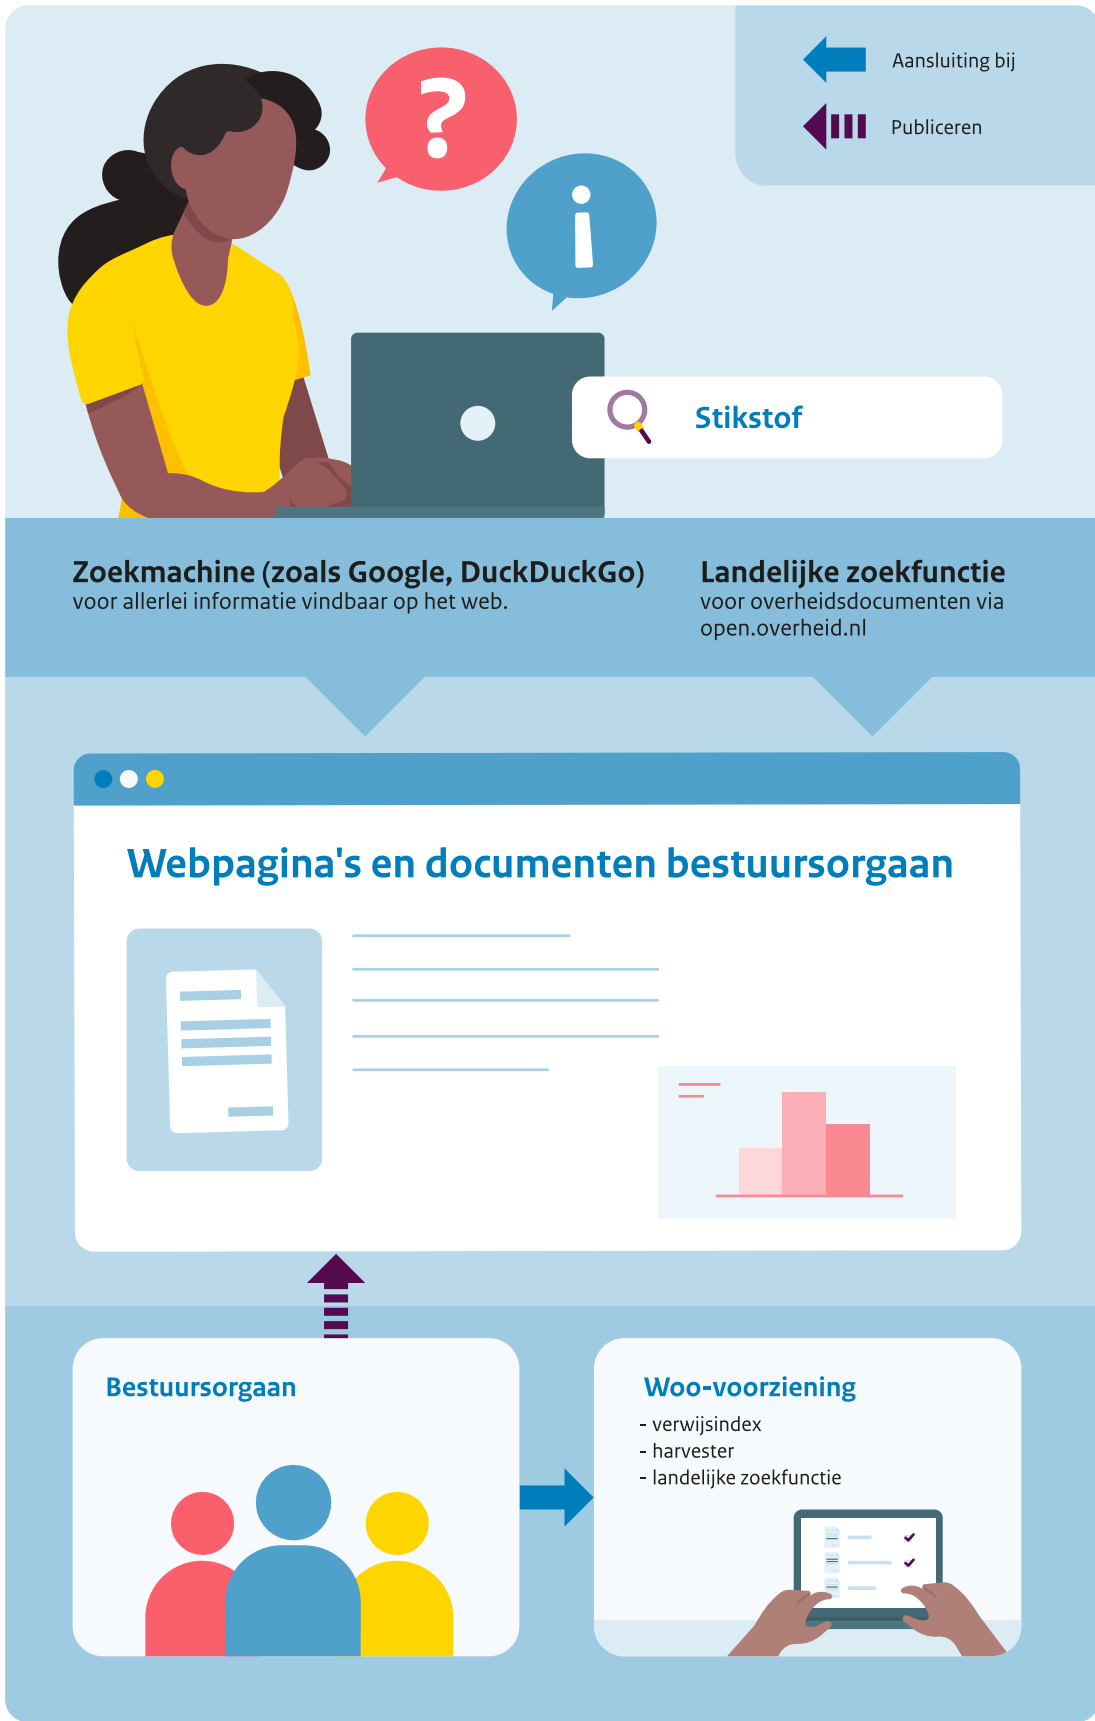 Aansluiting bij
Publiceren
?
i
Stikstof
Zoekmachine (zoals Google, DuckDuckGo)
voor allerlei informatie vindbaar op het web.
Landelijke zoekfunctie
voor overheidsdocumenten via
open.overheid.nl
Webpagina's en documenten bestuursorgaan
Bestuursorgaan
Woo-voorziening
- verwijsindex
- harvester
- landelijke zoekfunctie